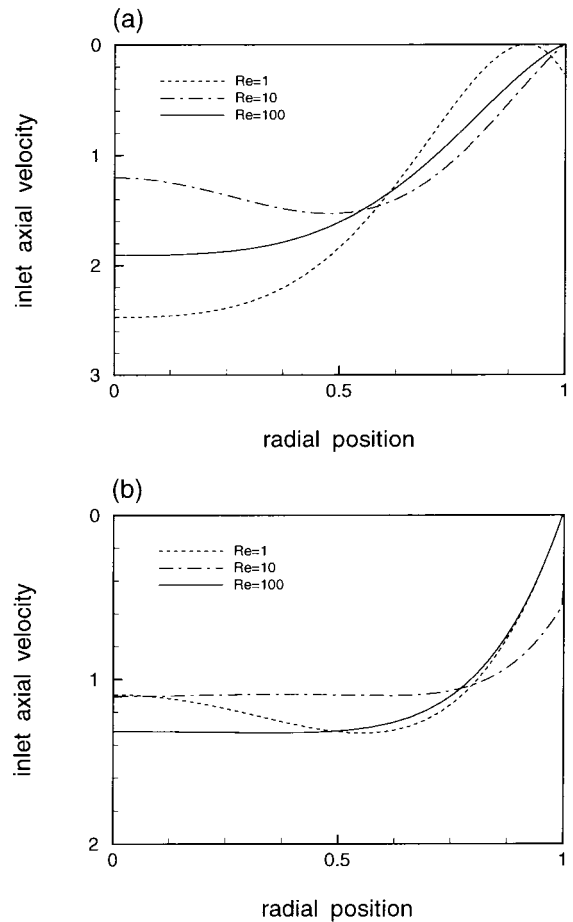 (a)
0
1
2
3
inlet axial velocity
Re=1
Re=10
Re=100
0
0.5
1
radial position
(b)
0
1
2
inlet axial velocity
Re=1
Re=10
Re=100
0
0.5
1
radial position